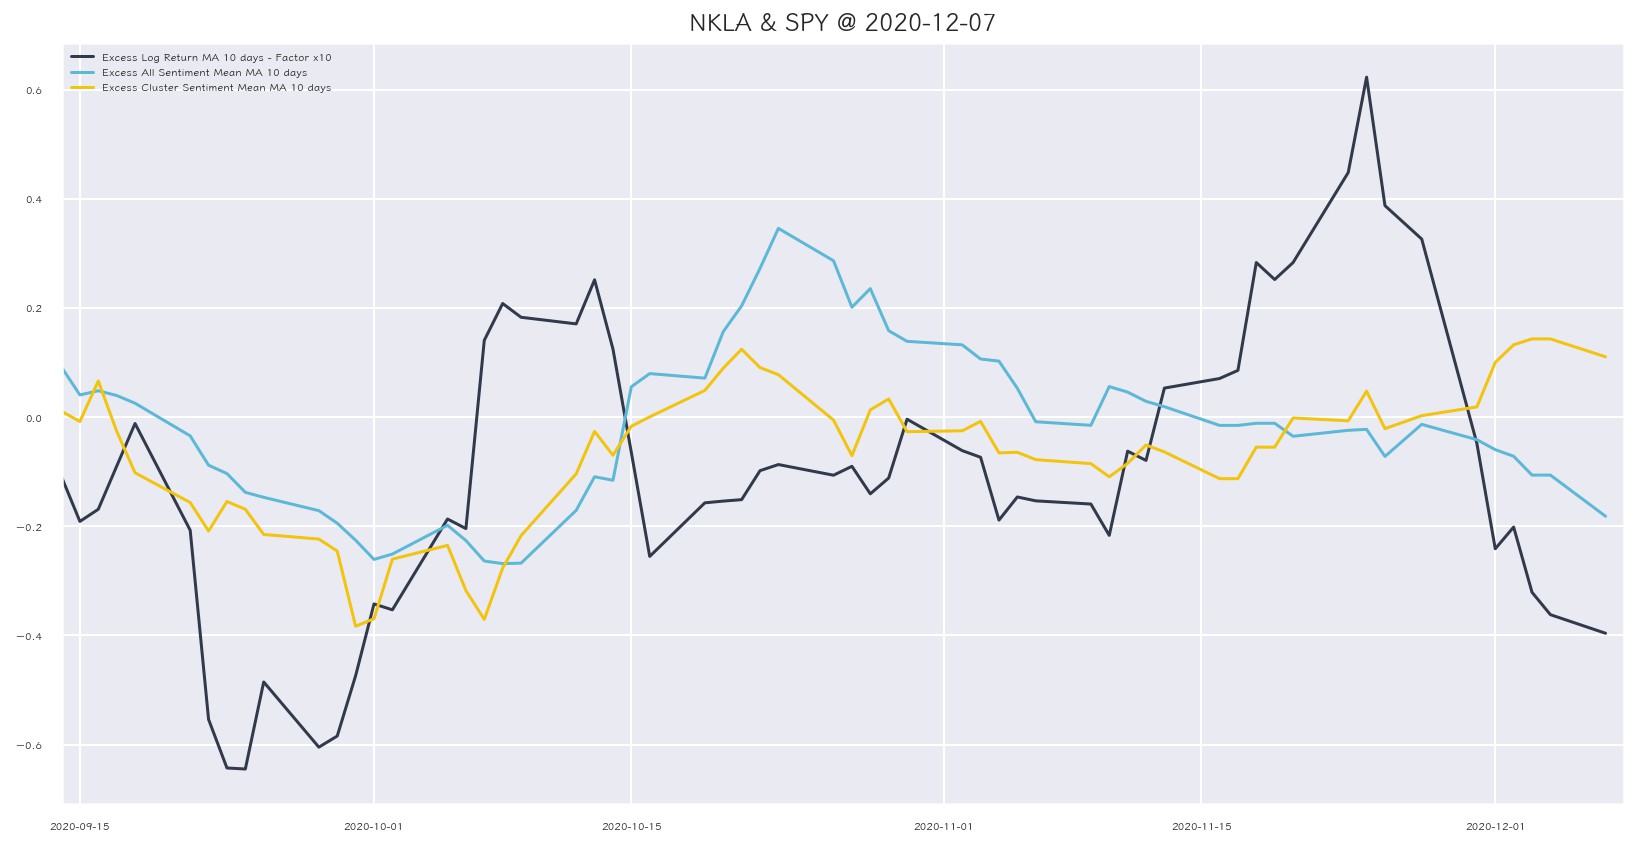 NKLA & SPY @ 2020-12-07
Excess Log Return MA 10 days - Factor x10
Excess All Sentiment Mean MA 10 days
Excess Cluster Sentiment Mean MA 10 days
0.6
0.4
0.2
0.0
−0.2
−0.4
−0.6
2020-09-15 2020-10-01 2020-10-15 2020-11-01 2020-11-15 2020-12-01